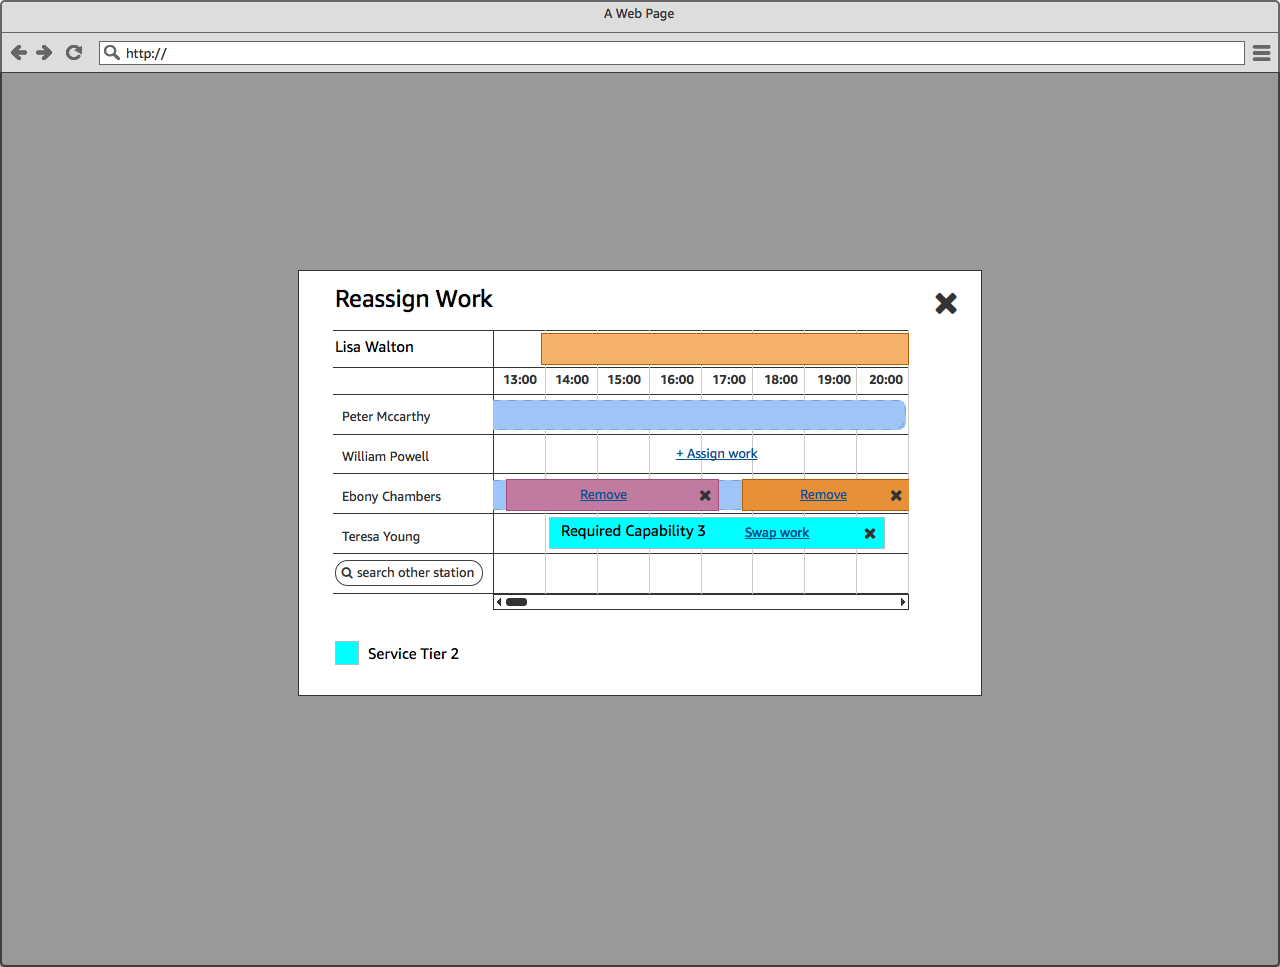 A Web Page
http://
Reassign Work
Lisa Walton
13:00 14:00 15:00 16:00 17:00 18:00 19:00 20:00
Peter Mccarthy
William Powell + Assign work
Ebony Chambers Remove Remove
Teresa Young Required Capability 3 Swap work
search other station
Service Tier 2